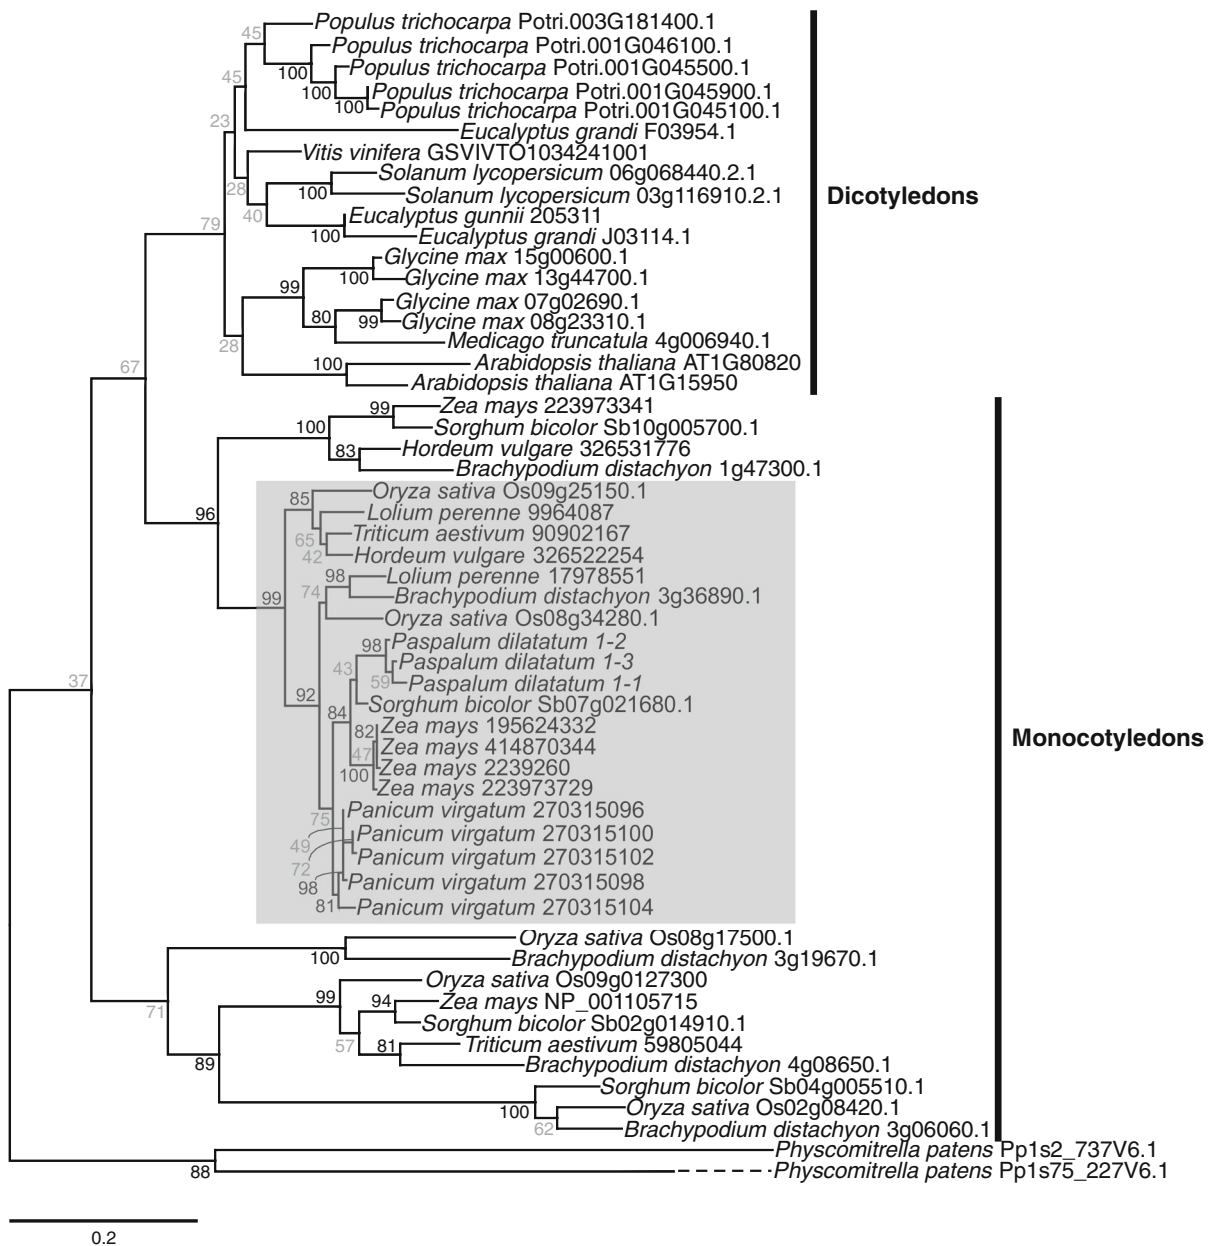 Populus trichocarpa Potri.003G181400.1
45
Populus trichocarpa Potri.001G046100.1
100
Populus trichocarpa Potri.001G045500.1
45
100
Populus trichocarpa Potri.001G045900.1
100
Populus trichocarpa Potri.001G045100.1
23
Eucalyptus grandi F03954.1
Vitis vinifera GSVIVTO1034241001
Solanum lycopersicum 06g068440.2.1
28
100
Solanum lycopersicum 03g116910.2.1
Dicotyledons
40
Eucalyptus gunnii 205311
79
100
Eucalyptus grandi J03114.1
Glycine max 15g00600.1
100
Glycine max 13g44700.1
99
Glycine max 07g02690.1
80
99
Glycine max 08g23310.1
Medicago truncatula 4g006940.1
28
100
Arabidopsis thaliana AT1G80820
67
Arabidopsis thaliana AT1G15950
99
Zea mays 223973341
100
Sorghum bicolor Sb10g005700.1
83
Hordeum vulgare 326531776
Brachypodium distachyon 1g47300.1
85
Oryza sativa Os09g25150.1
96
Lolium perenne 9964087
65
Triticum aestivum 90902167
42
Hordeum vulgare 326522254
98
Lolium perenne 17978551
99
74
Brachypodium distachyon 3g36890.1
Oryza sativa Os08g34280.1
98
Paspalum dilatatum 1-2
43
Paspalum dilatatum 1-3
37
59
Paspalum dilatatum 1-1
92
Sorghum bicolor Sb07g021680.1
84
82
Zea mays 195624332
47
Zea mays 414870344
Monocotyledons
100
Zea mays 2239260
Zea mays 223973729
75
Panicum virgatum 270315096
49
Panicum virgatum 270315100
72
Panicum virgatum 270315102
98
Panicum virgatum 270315098
81
Panicum virgatum 270315104
Oryza sativa Os08g17500.1
100
Brachypodium distachyon 3g19670.1
Oryza sativa Os09g0127300
71
99
94
Zea mays NP_001105715
Sorghum bicolor Sb02g014910.1
57
81
Triticum aestivum 59805044
89
Brachypodium distachyon 4g08650.1
Sorghum bicolor Sb04g005510.1
100
Oryza sativa Os02g08420.1
62
Brachypodium distachyon 3g06060.1
Physcomitrella patens Pp1s2_737V6.1
88
Physcomitrella patens Pp1s75_227V6.1
0.2